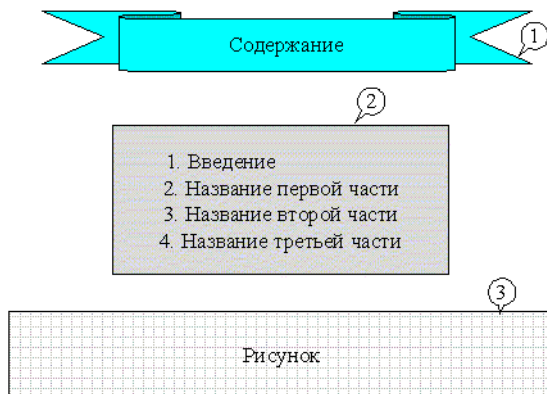 Содержание
1
2
1. Введение
2. Название первой части
3. Название второй части
4. Название третьей части
3
Рисунок